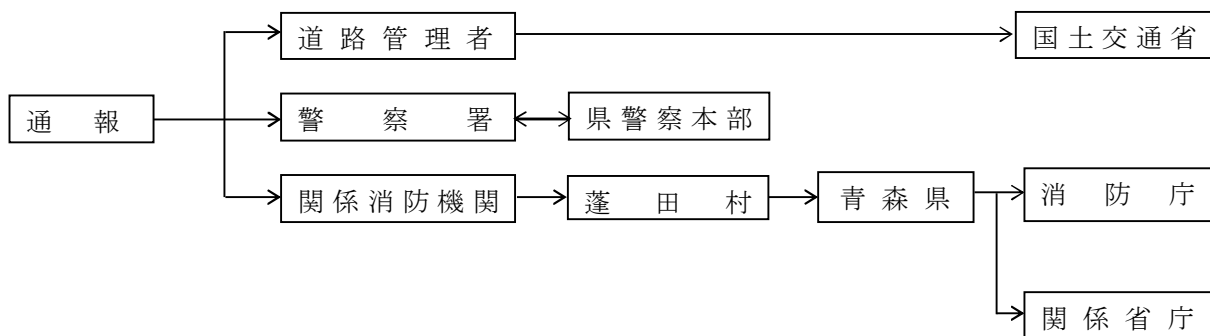 道路管理者
国土交通省
通報
警察署
県警察本部
関係消防機関
蓬田村
青森県
消防庁
関係省庁